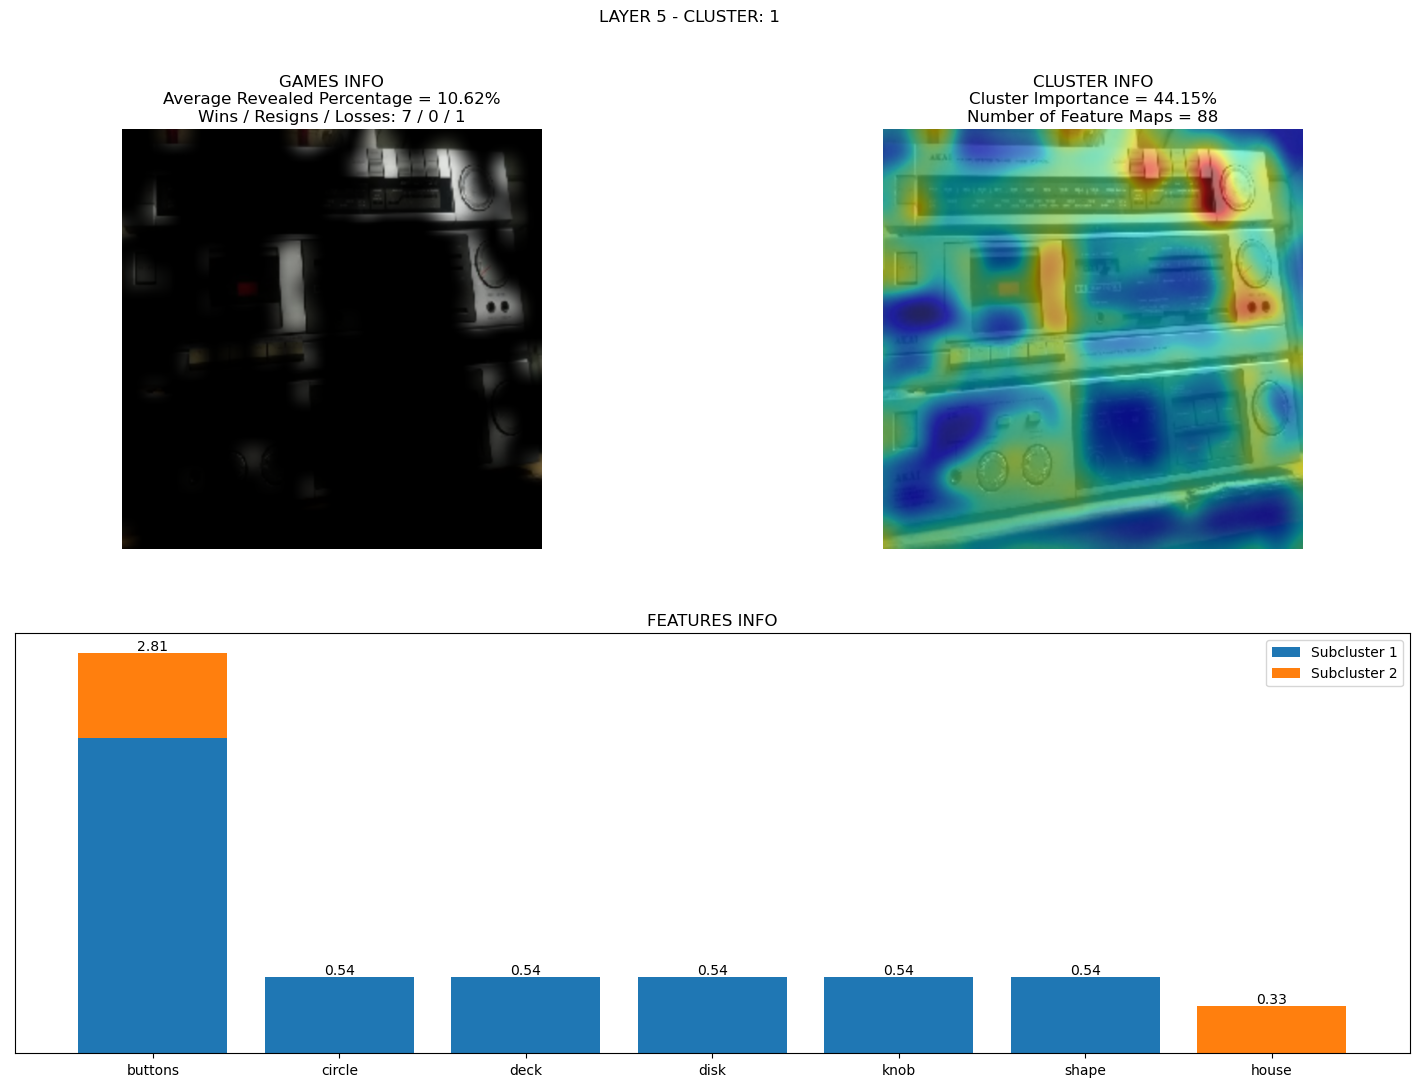 LAYER 5 - CLUSTER: 1
GAMES INFO
Average Revealed Percentage = 10.62%
Wins / Resigns / Losses: 7 / 0 / 1
CLUSTER INFO
Cluster Importance = 44.15%
Number of Feature Maps = 88
AKAI
FEATURES INFO
Subcluster 1
Subcluster 2
2.81
0.54
0.54
0.54
0.54
0.54
0.33
buttons
circle
deck
disk
knob
shape
house